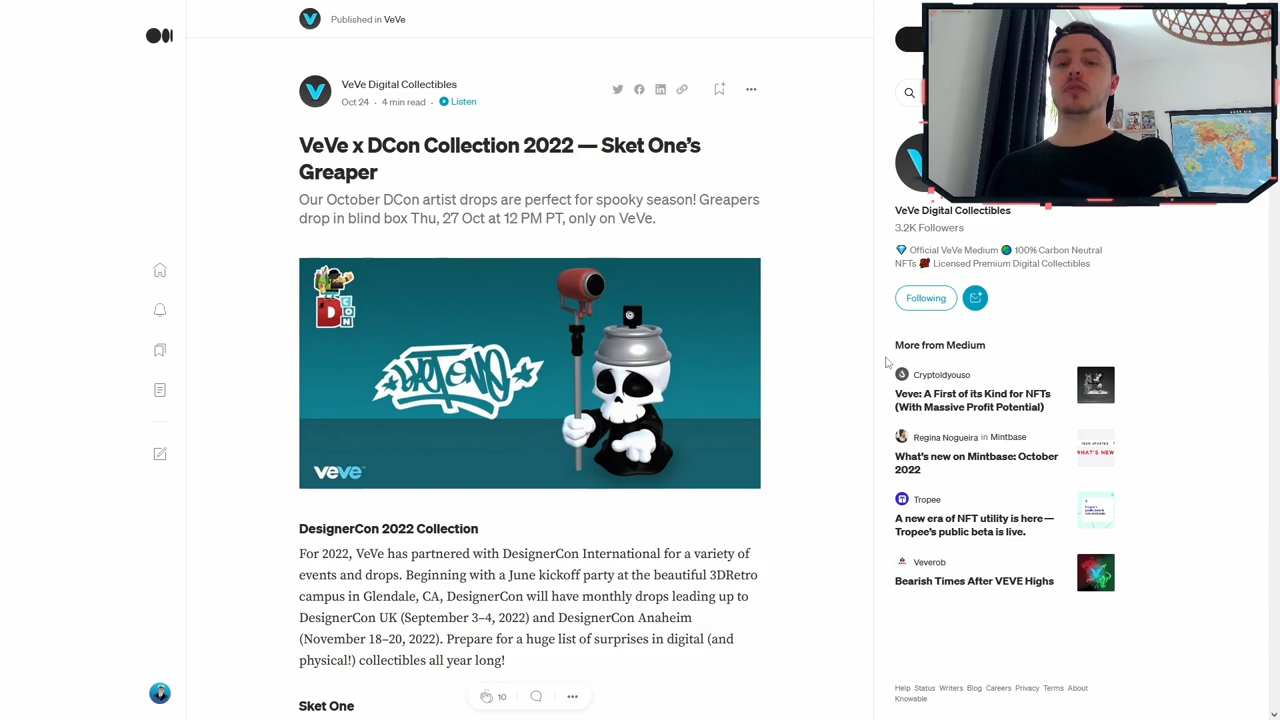 Published in VeVe
VeVe Digital Collectibles
Oct 24 · 4 min read · Listen
VeVe x DCon Collection 2022 — Sket One's
Greaper
Our October DCon artist drops are perfect for spooky season! Greapers
drop in blind box Thu, 27 Oct at 12 PM PT, only on VeVe.
D CON
SKET ONE
veve
DesignerCon 2022 Collection
For 2022, VeVe has partnered with DesignerCon International for a variety of
events and drops. Beginning with a June kickoff party at the beautiful 3DRetro
campus in Glendale, CA, DesignerCon will have monthly drops leading up to
DesignerCon UK (September 3–4, 2022) and DesignerCon Anaheim
(November 18–20, 2022). Prepare for a huge list of surprises in digital (and
physical!) collectibles all year long!
10
Sket One
VeVe Digital Collectibles
3.2K Followers
Official VeVe Medium 100% Carbon Neutral
NFTs Licensed Premium Digital Collectibles
Following
More from Medium
CryptoIdyouso
Veve: A First of its Kind for NFTs
(With Massive Profit Potential)
Regina Nogueira in Mintbase
What's new on Mintbase: October
2022
WHAT'S NEW
Tropee
A new era of NFT utility is here—
Tropee's public beta is live.
Veverob
Bearish Times After VEVE Highs
Help Status Writers Blog Careers Privacy Terms About
Knowable